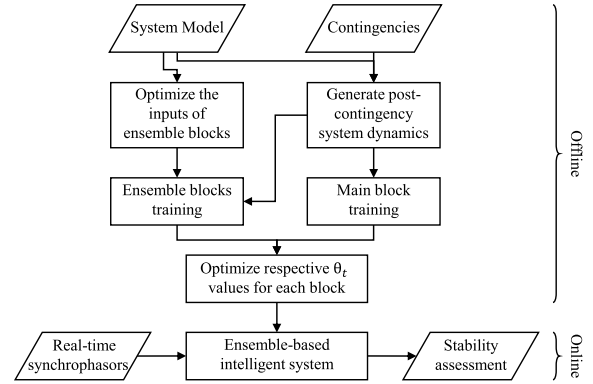 System Model
Contingencies
Optimize the
inputs of
ensemble blocks
Generate post-
contingency
system dynamics
Ensemble blocks
training
Main block
training
Optimize respective θₜ
values for each block
Real-time
synchrophasors
Ensemble-based
intelligent system
Stability
assessment
Offline
Online